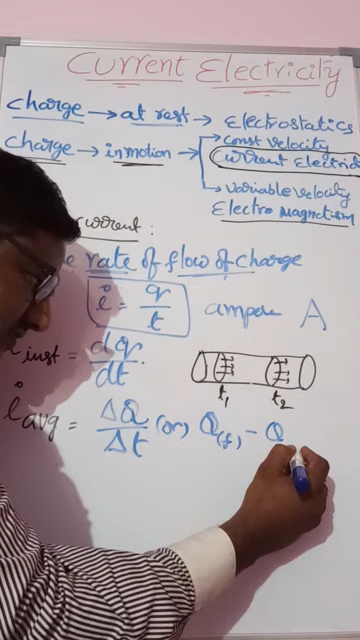 Current Electricity
charge → at rest → Electrostatics
charge → in motion → const velocity
Current Electric
variable velocity
Electro Magnetism
current :
rate of flow of charge
i = q/t ampere A
inst = dq/dt
t₁ t₂
i avg = ΔQ/Δt (or) Q(f) - Q